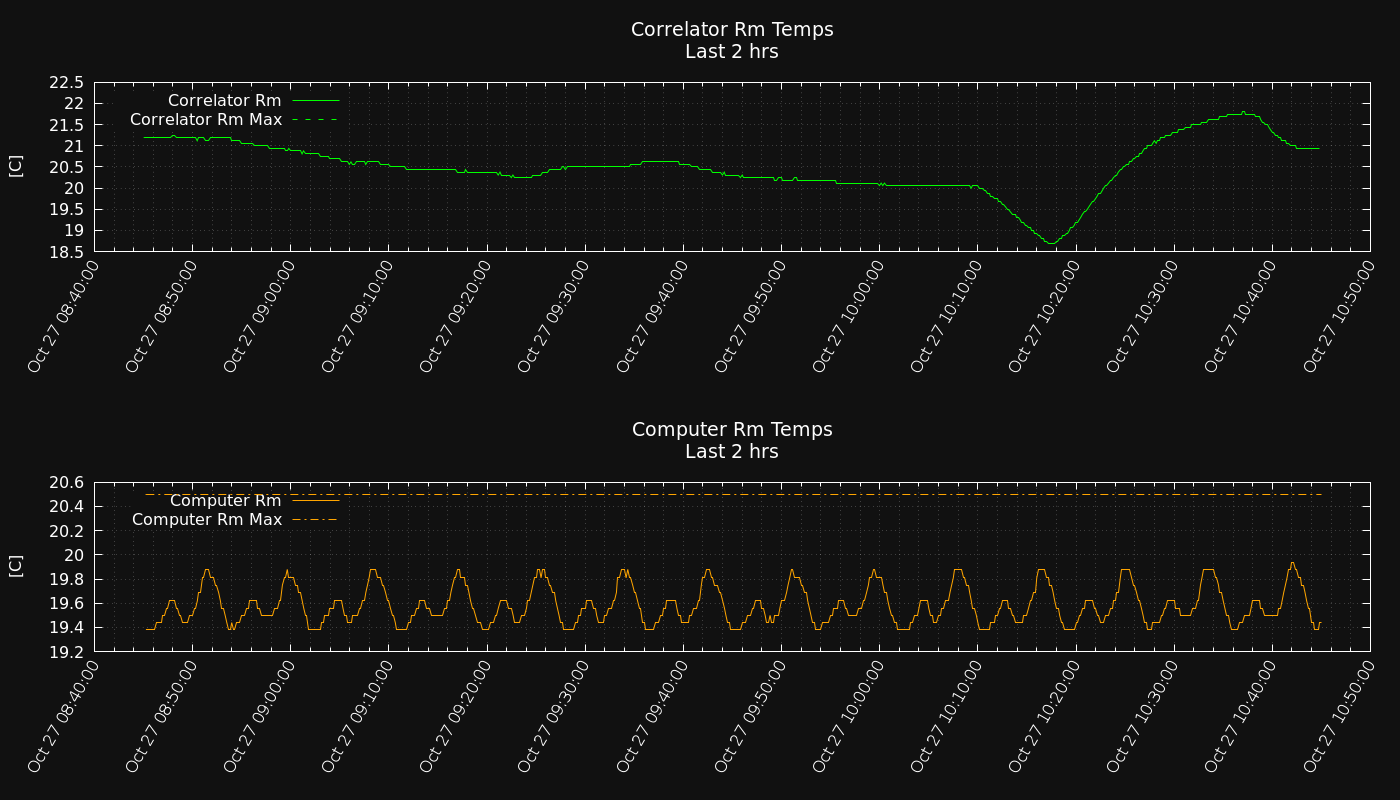 Correlator Rm Temps
Last 2 hrs
22.5
22
21.5
21
20.5
20
19.5
19
18.5
[C]
Correlator Rm
Correlator Rm Max
Oct 27 08:40:00
Oct 27 08:50:00
Oct 27 09:00:00
Oct 27 09:10:00
Oct 27 09:20:00
Oct 27 09:30:00
Oct 27 09:40:00
Oct 27 09:50:00
Oct 27 10:00:00
Oct 27 10:10:00
Oct 27 10:20:00
Oct 27 10:30:00
Oct 27 10:40:00
Oct 27 10:50:00
Computer Rm Temps
Last 2 hrs
20.6
20.4
20.2
20
19.8
19.6
19.4
19.2
[C]
Computer Rm
Computer Rm Max
Oct 27 08:40:00
Oct 27 08:50:00
Oct 27 09:00:00
Oct 27 09:10:00
Oct 27 09:20:00
Oct 27 09:30:00
Oct 27 09:40:00
Oct 27 09:50:00
Oct 27 10:00:00
Oct 27 10:10:00
Oct 27 10:20:00
Oct 27 10:30:00
Oct 27 10:40:00
Oct 27 10:50:00